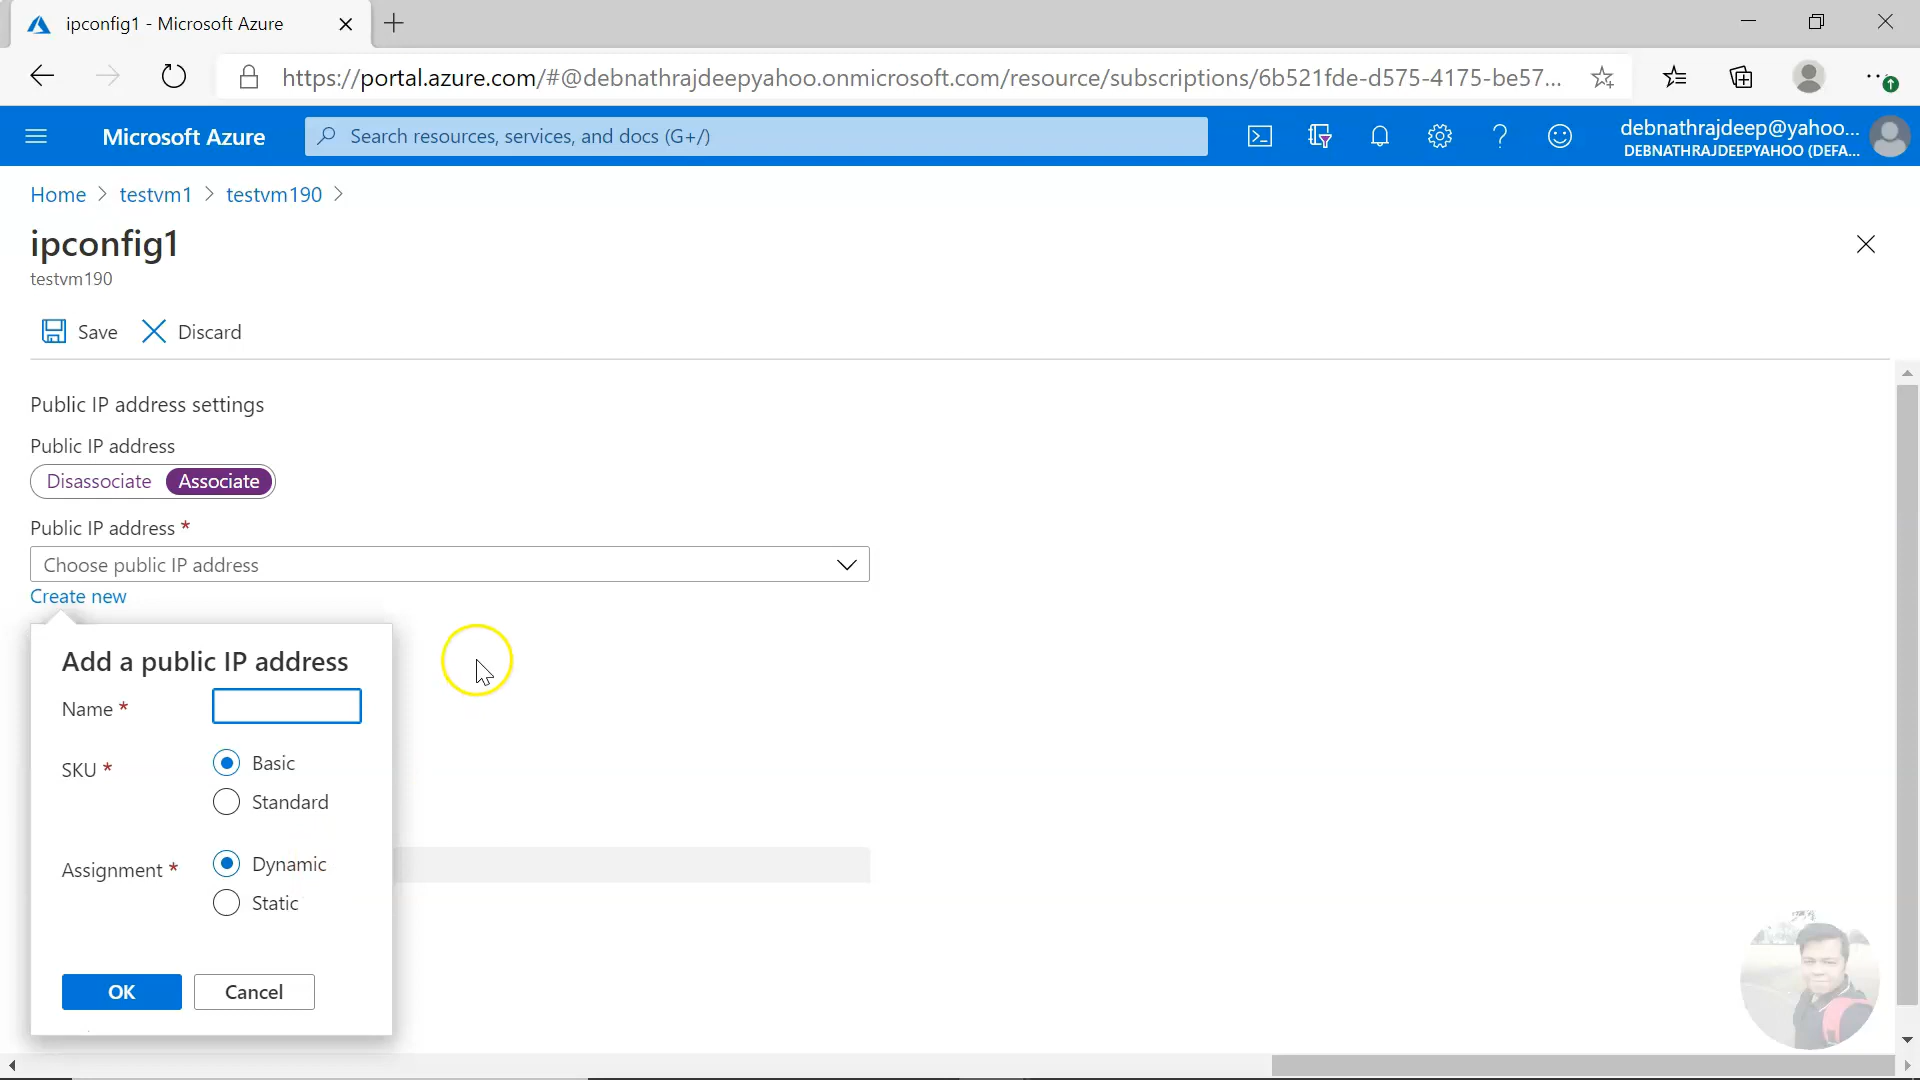 ipconfig1 - Microsoft Azure
https://portal.azure.com/#@debnathrajdeepyahoo.onmicrosoft.com/resource/subscriptions/6b521fde-d575-4175-be57...
Microsoft Azure
Search resources, services, and docs (G+/)
debnathrajdeep@yahoo...
DEBNATHRAJDEEPYAHOO (DEFA...
Home > testvm1 > testvm190 >
ipconfig1
testvm190
Save
Discard
Public IP address settings
Public IP address
Disassociate
Associate
Public IP address *
Choose public IP address
Create new
Add a public IP address
Name *
SKU *
Basic
Standard
Assignment *
Dynamic
Static
OK
Cancel